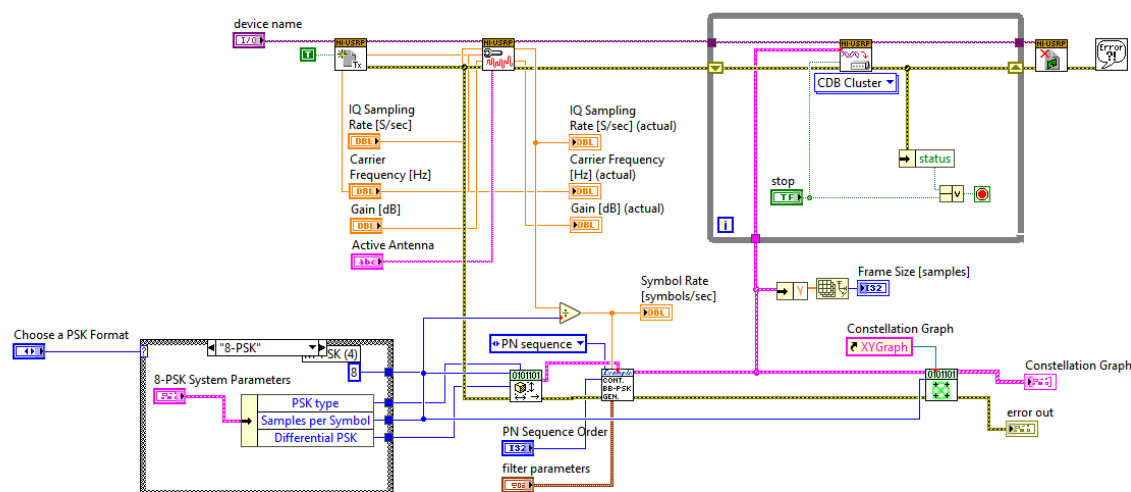 device name
I/O
T
NI-USRP
Tx
NI-USRP
NI-USRP
CDB Cluster
NI-USRP
Error
?!
IQ Sampling
Rate [S/sec]
DBL
IQ Sampling
Rate [S/sec] (actual)
DBL
Carrier
Frequency [Hz]
DBL
Carrier Frequency
[Hz] (actual)
DBL
Gain [dB]
DBL
Gain [dB] (actual)
DBL
Active Antenna
Abc
status
stop
TF
i
Symbol Rate
[symbols/sec]
DBL
Y
Frame Size [samples]
I32
Choose a PSK Format
?
"8-PSK"
PSK (4)
8
8-PSK System Parameters
PSK type
Samples per Symbol
Differential PSK
PN sequence
0101101
CONT.
BB-PSK
GEN.
PN Sequence Order
I32
filter parameters
Constellation Graph
XYGraph
0101101
Constellation Graph
error out